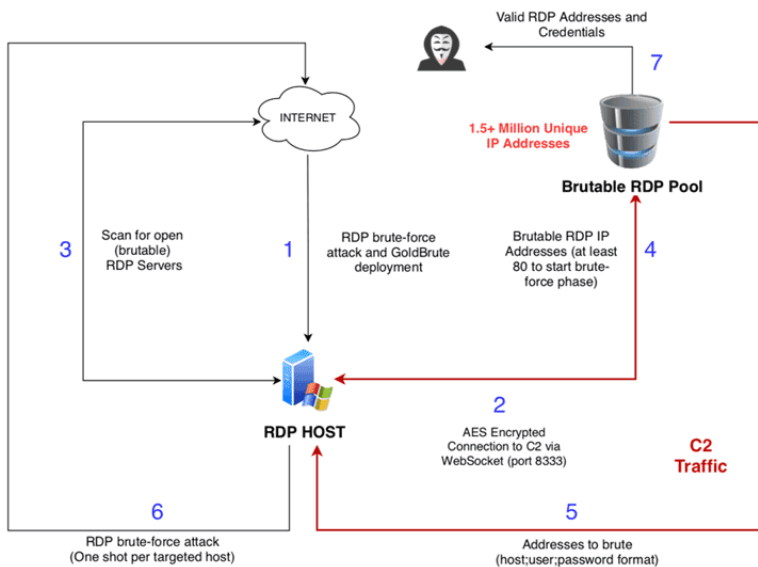 Valid RDP Addresses and
Credentials
7
INTERNET
1.5+ Million Unique
IP Addresses
Brutable RDP Pool
3
Scan for open
(brutable)
RDP Servers
1
RDP brute-force
attack and GoldBrute
deployment
Brutable RDP IP
Addresses (at least
80 to start brute-
force phase)
4
RDP HOST
2
AES Encrypted
Connection to C2 via
WebSocket (port 8333)
C2
Traffic
6
RDP brute-force attack
(One shot per targeted host)
5
Addresses to brute
(host;user;password format)